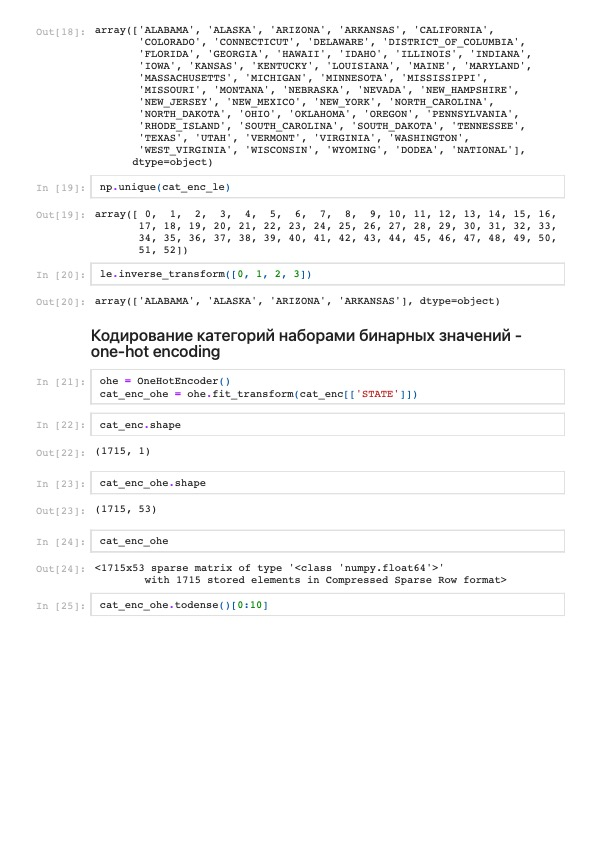 Out[18]: array(['ALABAMA', 'ALASKA', 'ARIZONA', 'ARKANSAS', 'CALIFORNIA',
'COLORADO', 'CONNECTICUT', 'DELAWARE', 'DISTRICT_OF_COLUMBIA',
'FLORIDA', 'GEORGIA', 'HAWAII', 'IDAHO', 'ILLINOIS', 'INDIANA',
'IOWA', 'KANSAS', 'KENTUCKY', 'LOUISIANA', 'MAINE', 'MARYLAND',
'MASSACHUSETTS', 'MICHIGAN', 'MINNESOTA', 'MISSISSIPPI',
'MISSOURI', 'MONTANA', 'NEBRASKA', 'NEVADA', 'NEW_HAMPSHIRE',
'NEW_JERSEY', 'NEW_MEXICO', 'NEW_YORK', 'NORTH_CAROLINA',
'NORTH_DAKOTA', 'OHIO', 'OKLAHOMA', 'OREGON', 'PENNSYLVANIA',
'RHODE_ISLAND', 'SOUTH_CAROLINA', 'SOUTH_DAKOTA', 'TENNESSEE',
'TEXAS', 'UTAH', 'VERMONT', 'VIRGINIA', 'WASHINGTON',
'WEST_VIRGINIA', 'WISCONSIN', 'WYOMING', 'DODEA', 'NATIONAL'],
dtype=object)
In [19]: np.unique(cat_enc_le)
Out[19]: array([ 0,  1,  2,  3,  4,  5,  6,  7,  8,  9, 10, 11, 12, 13, 14, 15, 16,
17, 18, 19, 20, 21, 22, 23, 24, 25, 26, 27, 28, 29, 30, 31, 32, 33,
34, 35, 36, 37, 38, 39, 40, 41, 42, 43, 44, 45, 46, 47, 48, 49, 50,
51, 52])
In [20]: le.inverse_transform([0, 1, 2, 3])
Out[20]: array(['ALABAMA', 'ALASKA', 'ARIZONA', 'ARKANSAS'], dtype=object)
Кодирование категорий наборами бинарных значений -
one-hot encoding
In [21]: ohe = OneHotEncoder()
cat_enc_ohe = ohe.fit_transform(cat_enc[['STATE']])
In [22]: cat_enc.shape
Out[22]: (1715, 1)
In [23]: cat_enc_ohe.shape
Out[23]: (1715, 53)
In [24]: cat_enc_ohe
Out[24]: <1715x53 sparse matrix of type '<class 'numpy.float64'>'
with 1715 stored elements in Compressed Sparse Row format>
In [25]: cat_enc_ohe.todense()[0:10]